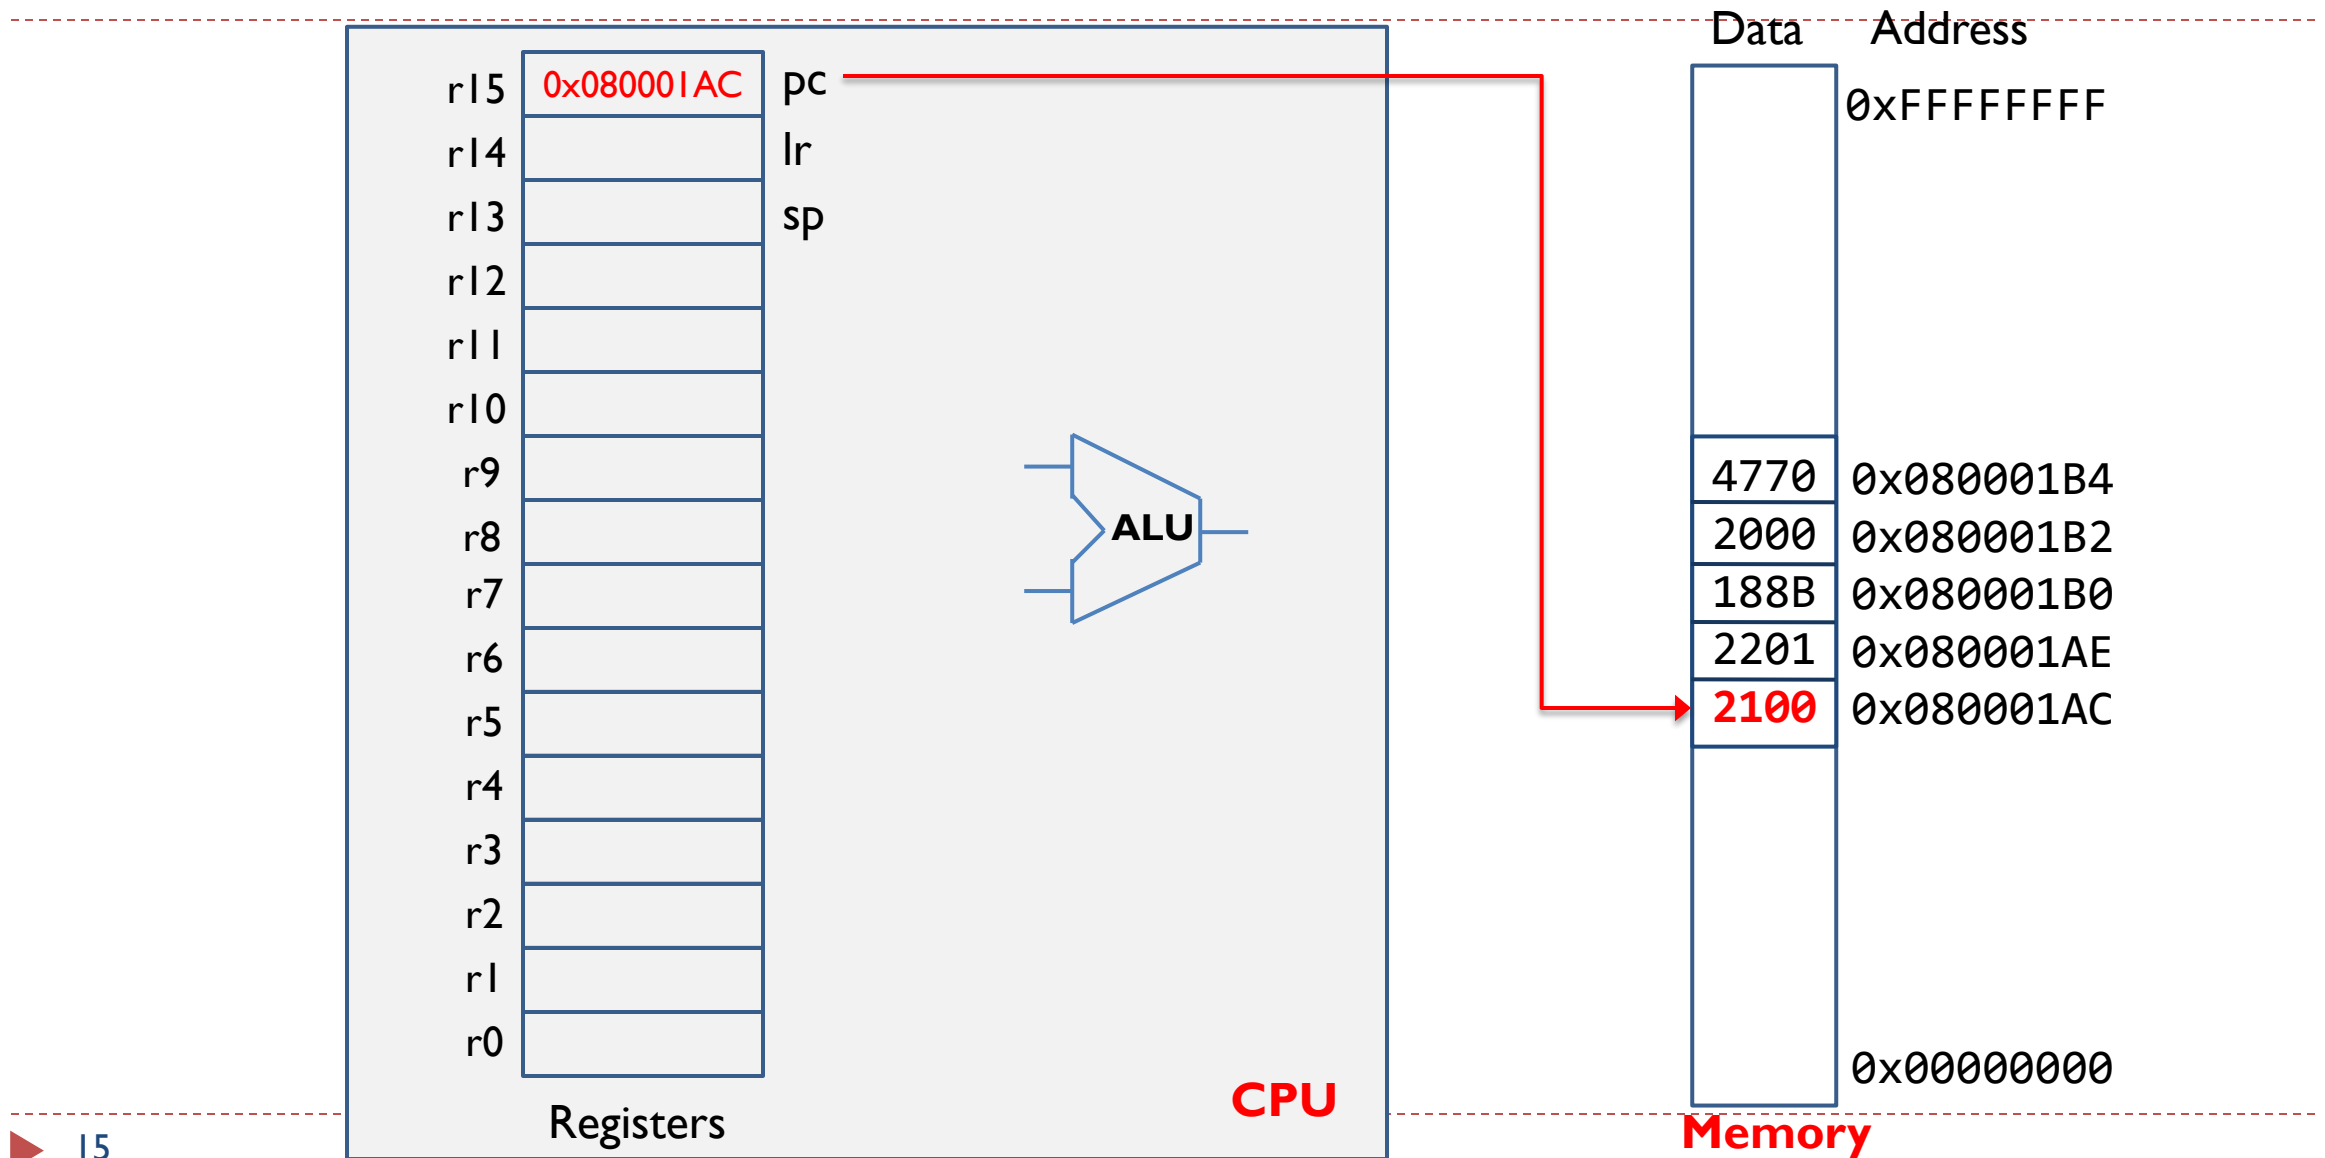 Data Address
r15 0x080001AC pc
0xFFFFFFFF
r14 lr
r13 sp
r12
r11
r10
r9
4770 0x080001B4
r8
ALU
2000 0x080001B2
r7
188B 0x080001B0
r6
2201 0x080001AE
r5
2100 0x080001AC
r4
r3
r2
r1
r0
0x00000000
CPU
Registers
Memory
15